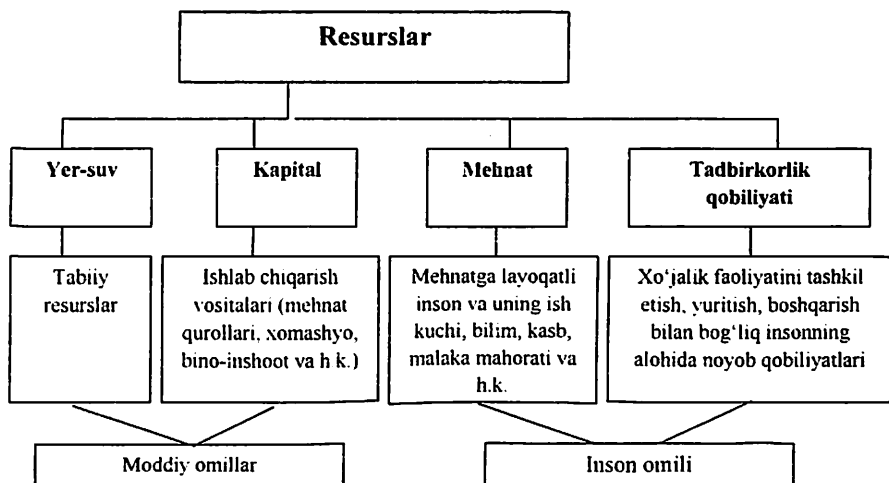 Resurslar
Yer-suv
Kapital
Mehnat
Tadbirkorlik
qobiliyati
Tabiiy
resurslar
Ishlab chiqarish
vositalari (mehnat
qurollari, xomashyo,
bino-inshoot va h k.)
Mehnatga layoqatli
inson va uning ish
kuchi, bilim, kasb,
malaka mahorati va
h.k.
Xo‘jalik faoliyatini tashkil
etish, yuritish, boshqarish
bilan bog‘liq insonning
alohida noyob qobiliyatlari
Moddiy omillar
Inson omili